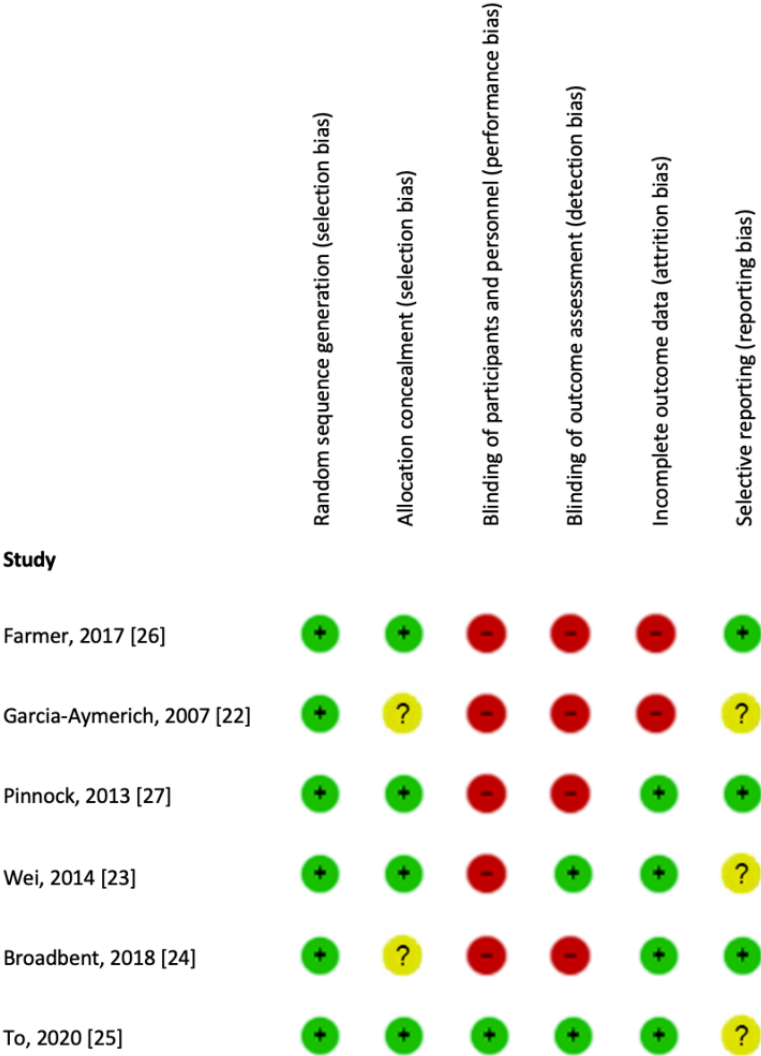 Random sequence generation (selection bias)
Allocation concealment (selection bias)
Blinding of participants and personnel (performance bias)
Blinding of outcome assessment (detection bias)
Incomplete outcome data (attrition bias)
Selective reporting (reporting bias)
Study
Farmer, 2017 [26] + + - - - +
Garcia-Aymerich, 2007 [22] + ? - - - ?
Pinnock, 2013 [27] + + - - + +
Wei, 2014 [23] + + - + + ?
Broadbent, 2018 [24] + ? - - + +
To, 2020 [25] + + + + + ?